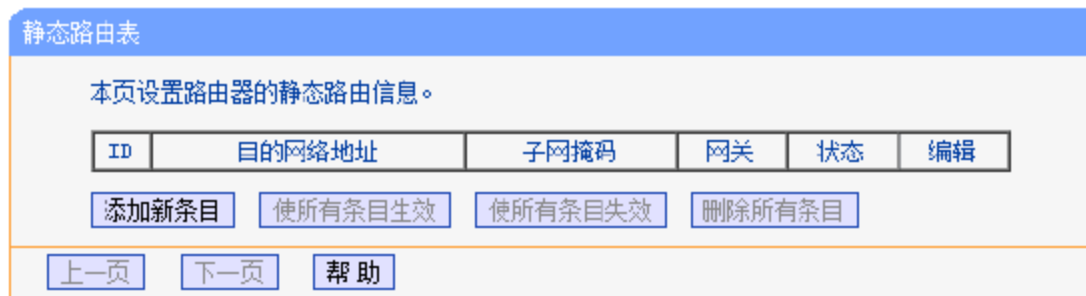 静态路由表
本页设置路由器的静态路由信息。
ID 目的网络地址 子网掩码 网关 状态 编辑
添加新条目 使所有条目生效 使所有条目失效 删除所有条目
上一页 下一页 帮助